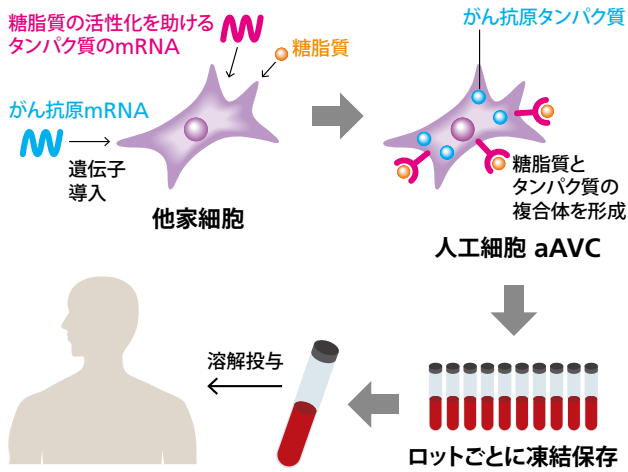 糖脂質の活性化を助ける
タンパク質のmRNA
糖脂質
がん抗原mRNA
遺伝子
導入
他家細胞
がん抗原タンパク質
糖脂質と
タンパク質の
複合体を形成
人工細胞 aAVC
ロットごとに凍結保存
溶解投与